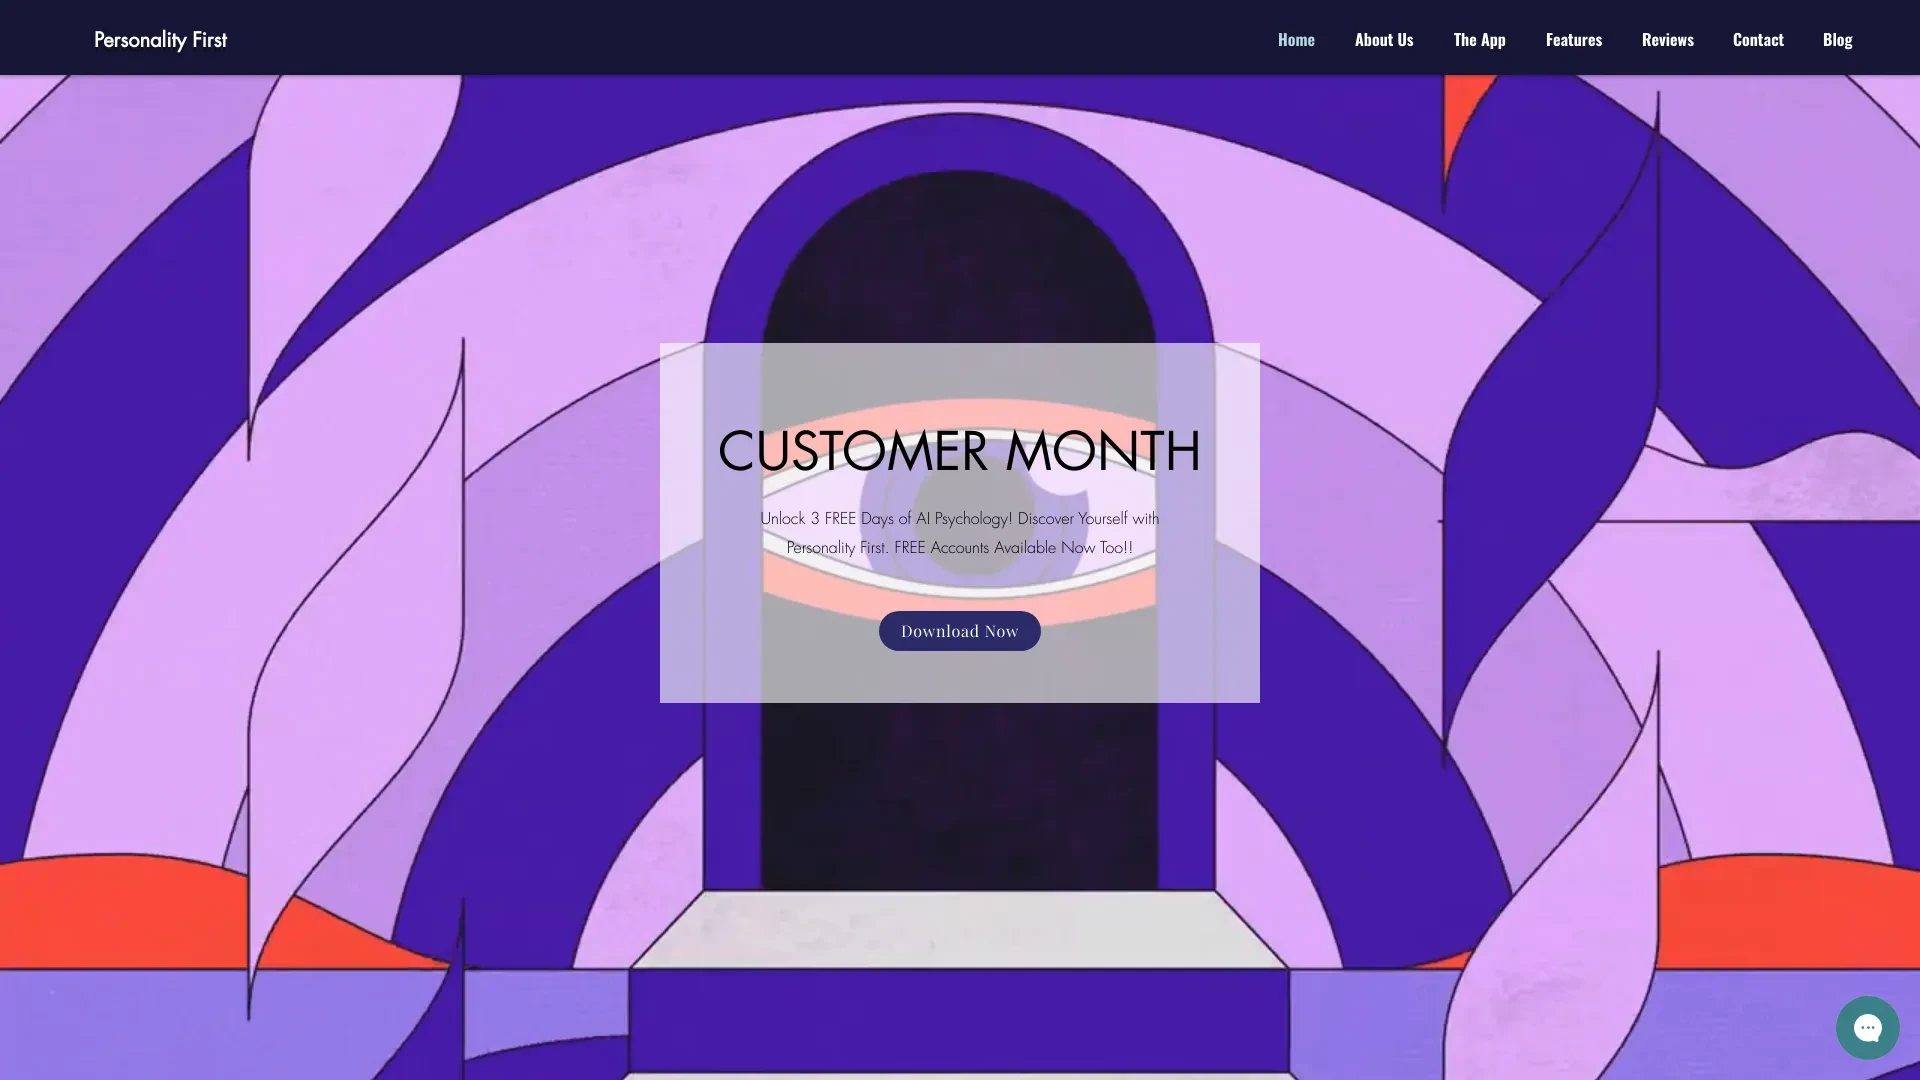 Personality First
Home
About Us
The App
Features
Reviews
Contact
Blog
CUSTOMER MONTH
Unlock 3 FREE Days of AI Psychology! Discover Yourself with
Personality First. FREE Accounts Available Now Too!!
Download Now